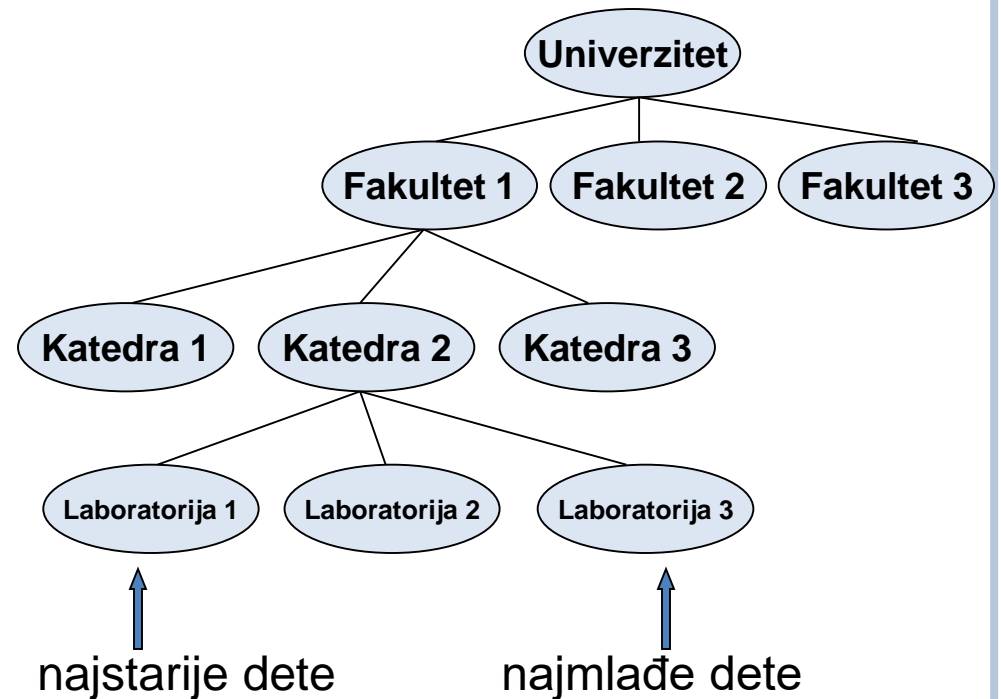 Univerzitet
Fakultet 1
Fakultet 2
Fakultet 3
Katedra 1
Katedra 2
Katedra 3
Laboratorija 1
Laboratorija 2
Laboratorija 3
najstarije dete
najmlađe dete